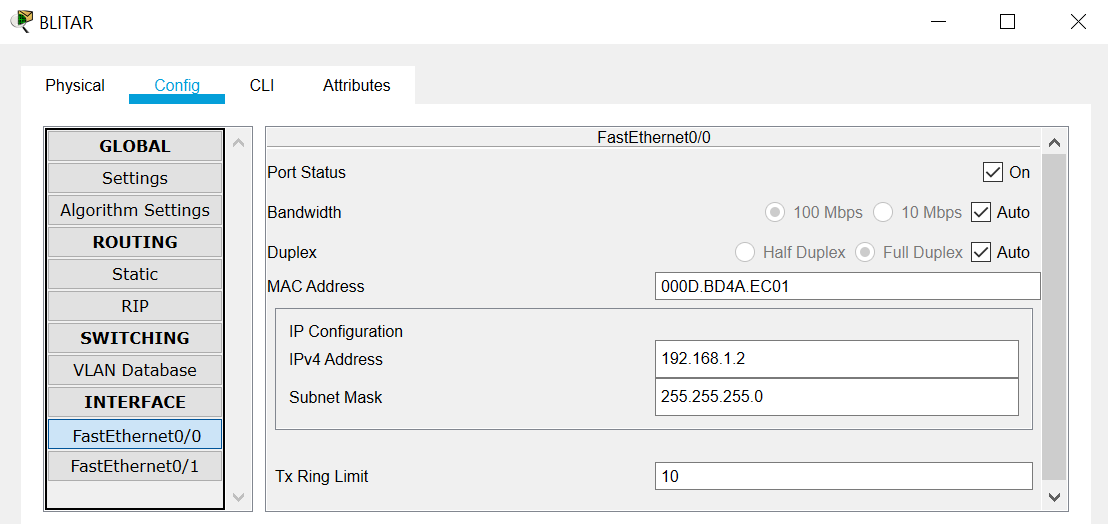 BLITAR
Physical Config CLI Attributes
GLOBAL
Settings
Algorithm Settings
ROUTING
Static
RIP
SWITCHING
VLAN Database
INTERFACE
FastEthernet0/0
FastEthernet0/1
FastEthernet0/0
Port Status On
Bandwidth 100 Mbps 10 Mbps Auto
Duplex Half Duplex Full Duplex Auto
MAC Address 000D.BD4A.EC01
IP Configuration
IPv4 Address 192.168.1.2
Subnet Mask 255.255.255.0
Tx Ring Limit 10